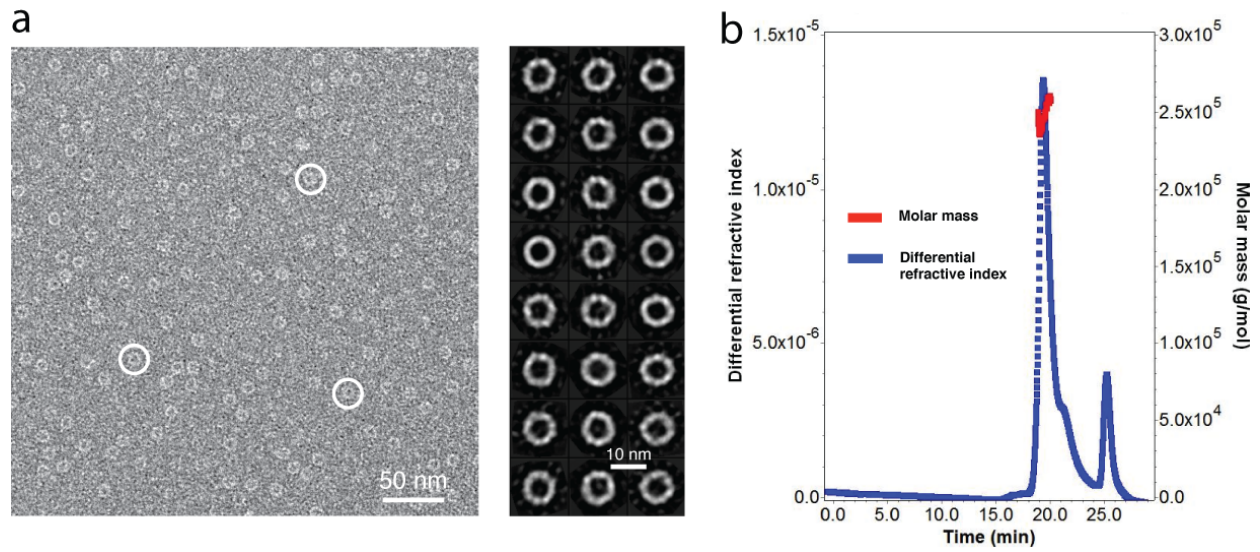 a
50 nm
10 nm
b
Differential refractive index
1.5x10⁻⁵
1.0x10⁻⁵
5.0x10⁻⁶
0.0
Molar mass
Differential
refractive index
3.0x10⁵
2.5x10⁵
2.0x10⁵
1.5x10⁵
1.0x10⁵
5.0x10⁴
0.0
Molar mass (g/mol)
0.0 5.0 10.0 15.0 20.0 25.0
Time (min)